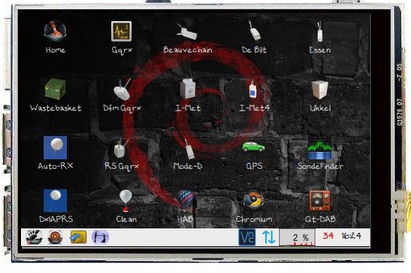 Home Gqrx Beauvechain De Bilt Essen
Wastebasket Dfm Gqrx I-Met I-Met4 Ukkel
Auto-RX RS Gqrx Mode-D GPS SondeFinder
DxlAPRS Clean HAB Chromium Qt-DAB
2 % 34 16:24